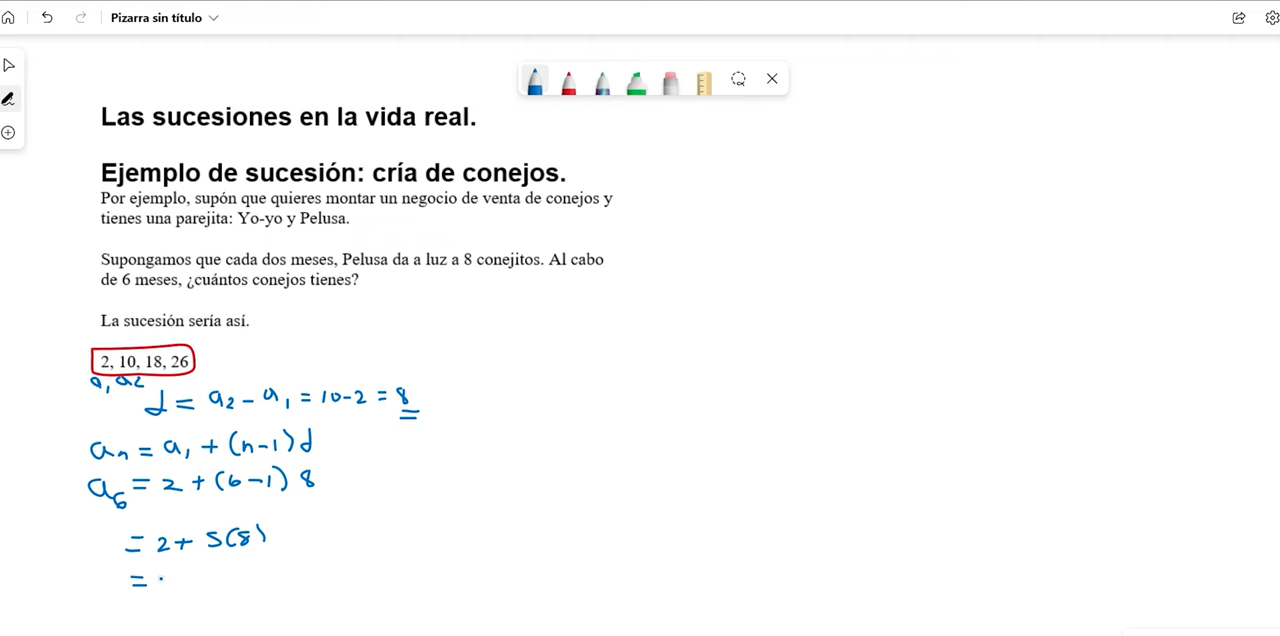 Pizarra sin título
Las sucesiones en la vida real.
Ejemplo de sucesión: cría de conejos.
Por ejemplo, supón que quieres montar un negocio de venta de conejos y
tienes una parejita: Yo-yo y Pelusa.
Supongamos que cada dos meses, Pelusa da a luz a 8 conejitos. Al cabo
de 6 meses, ¿cuántos conejos tienes?
La sucesión sería así.
2, 10, 18, 26
a₁ a₂
d = a₂ - a₁ = 10-2 = 8
aₙ = a₁ + (n-1)d
a₆ = 2 + (6-1) 8
= 2 + 5(8)
=